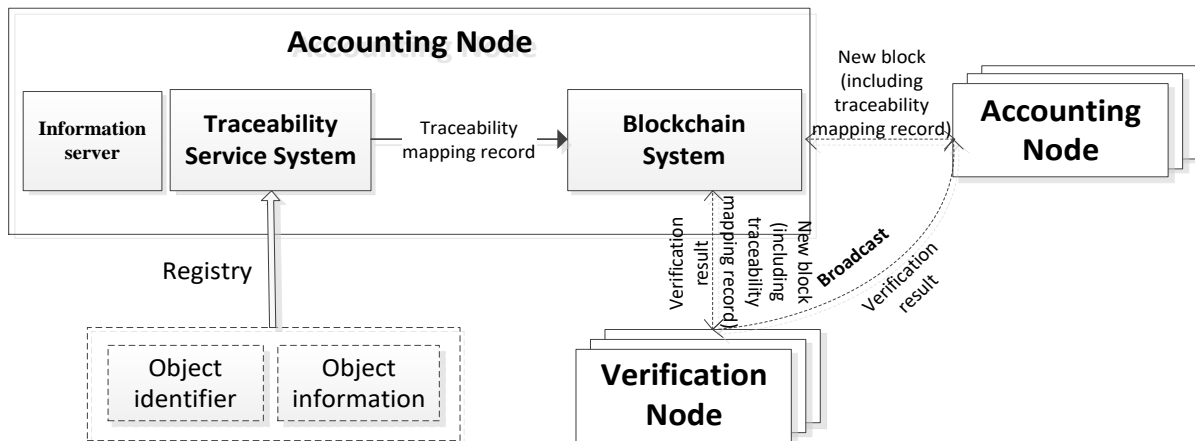 Accounting Node
Information
server
Traceability
Service System
Traceability
mapping record
Blockchain
System
New block
(including
traceability
mapping record)
Accounting
Node
Registry
Verification
result
New block
(including
traceability
mapping record)
Broadcast
Verification
result
Object
identifier
Object
information
Verification
Node